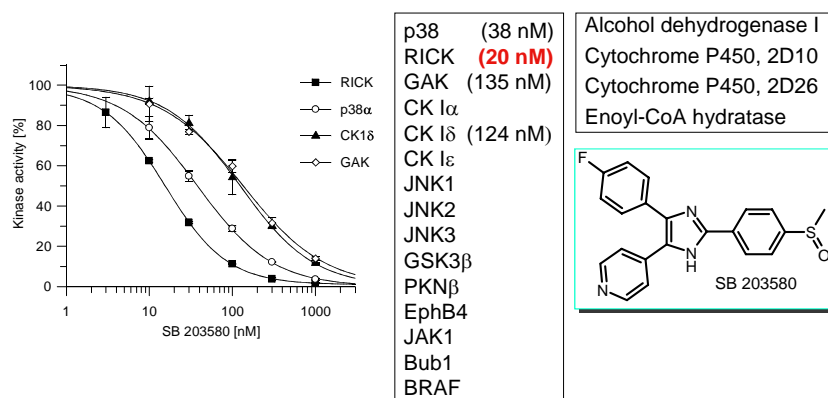 100
80
60
40
20
0
Kinase activity [%]
1
10
100
1000
SB 203580 [nM]
RICK
p38α
CK1δ
GAK
p38 (38 nM)
RICK (20 nM)
GAK (135 nM)
CK Iα
CK Iδ (124 nM)
CK Iε
JNK1
JNK2
JNK3
GSK3β
PKNβ
EphB4
JAK1
Bub1
BRAF
Alcohol dehydrogenase I
Cytochrome P450, 2D10
Cytochrome P450, 2D26
Enoyl-CoA hydratase
F
N
S
O
N
H
N
SB 203580